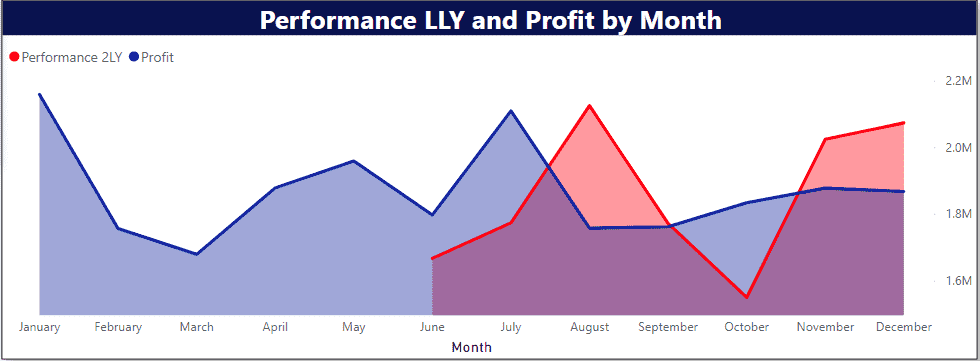 Performance LLY and Profit by Month
Performance 2LY Profit
2.2M
2.0M
1.8M
1.6M
January February March April May June July August September October November December
Month